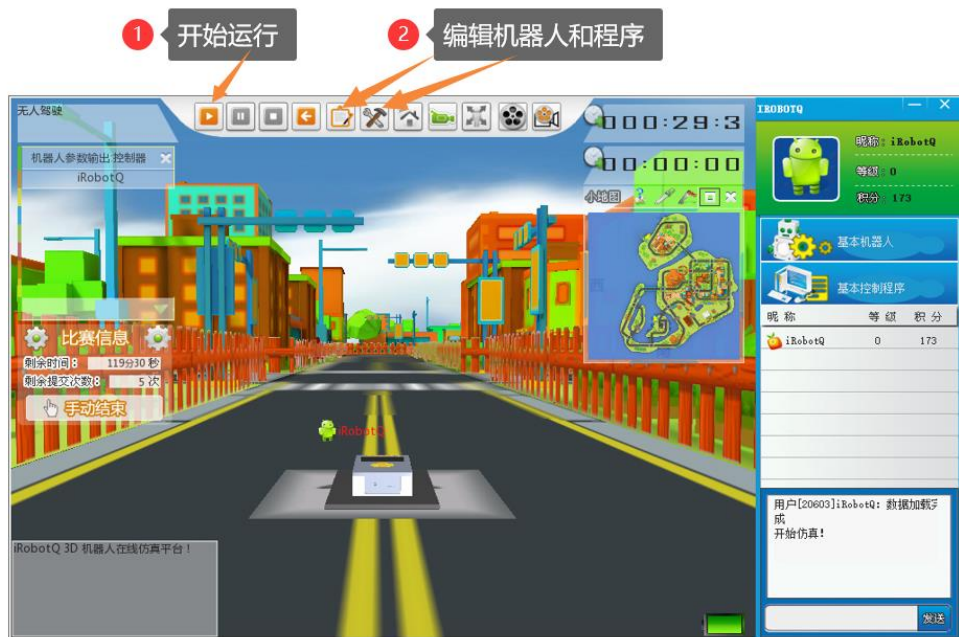 1 开始运行
2 编辑机器人和程序
无人驾驶
机器人参数输出:控制器
iRobotQ
000:29:3
00:00:00
小地图
比赛信息
剩余时间： 119分30 秒
剩余提交次数： 5 次
手动结束
iRobotQ
iRobotQ 3D 机器人在线仿真平台！
IROBOTQ
昵称：iRobotQ
等级：0
积分：173
基本机器人
基本控制程序
昵称 等级 积分
iRobotQ 0 173
用户[20603]iRobotQ: 数据加载完
成
开始仿真!
发送